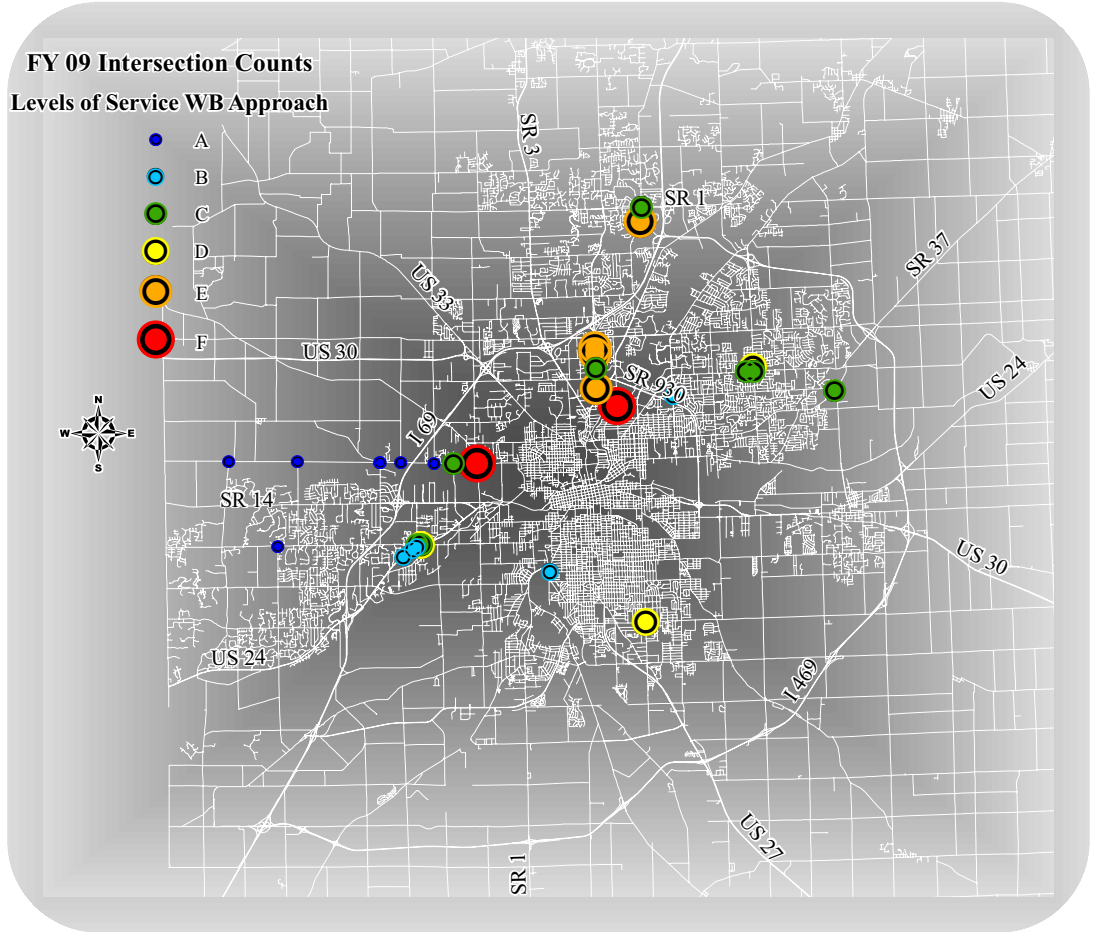 FY 09 Intersection Counts
Levels of Service WB Approach
A
B
C
D
E
F
SR 3
SR 1
SR 37
US 33
US 30
SR 930
US 24
I 69
N
W
E
S
SR 14
US 30
US 24
I 469
US 27
SR 1